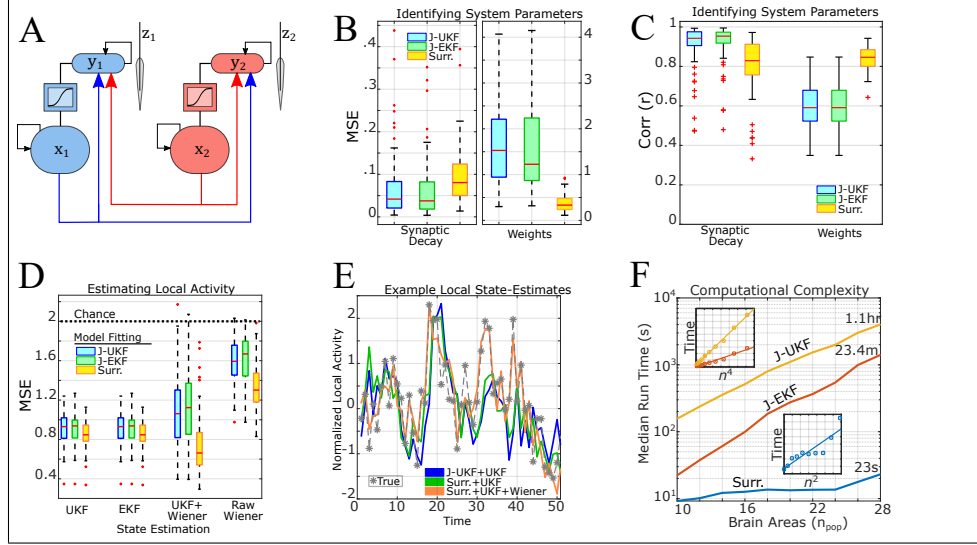 A
y1
z1
y2
z2
x1
x2
B
Identifying System Parameters
MSE
.4
.3
.2
.1
0
J-UKF
J-EKF
Surr.
4
3
2
1
0
Synaptic
Decay
Weights
C
Identifying System Parameters
Corr (r)
1
0.8
0.6
0.4
0.2
0
J-UKF
J-EKF
Surr.
Synaptic
Decay
Weights
D
Estimating Local Activity
Chance
Model Fitting
J-UKF
J-EKF
Surr.
MSE
2
1.6
1.2
0.8
0.4
UKF
EKF
UKF+
Wiener
Raw
Wiener
State Estimation
E
Example Local State-Estimates
Normalized Local Activity
2
1
0
-1
-2
True
J-UKF+UKF
Surr.+UKF
Surr.+UKF+Wiener
0
10
20
30
40
50
Time
F
Computational Complexity
Median Run Time (s)
10^4
10^3
10^2
10^1
Time
n^4
J-UKF
1.1hr
J-EKF
23.4m
Time
n^2
Surr.
23s
10
12
16
18
22
24
28
Brain Areas (n_pop)